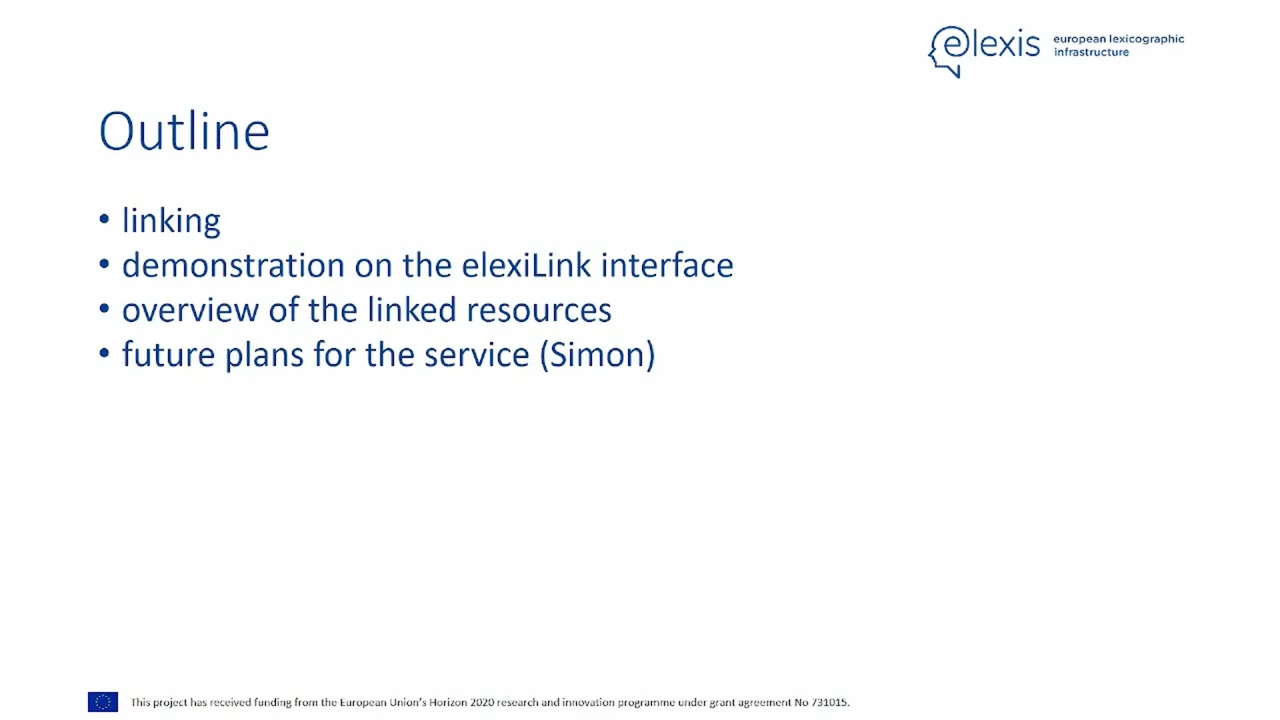 elexis european lexicographic
infrastructure
Outline
• linking
• demonstration on the elexiLink interface
• overview of the linked resources
• future plans for the service (Simon)
This project has received funding from the European Union's Horizon 2020 research and innovation programme under grant agreement No 731015.